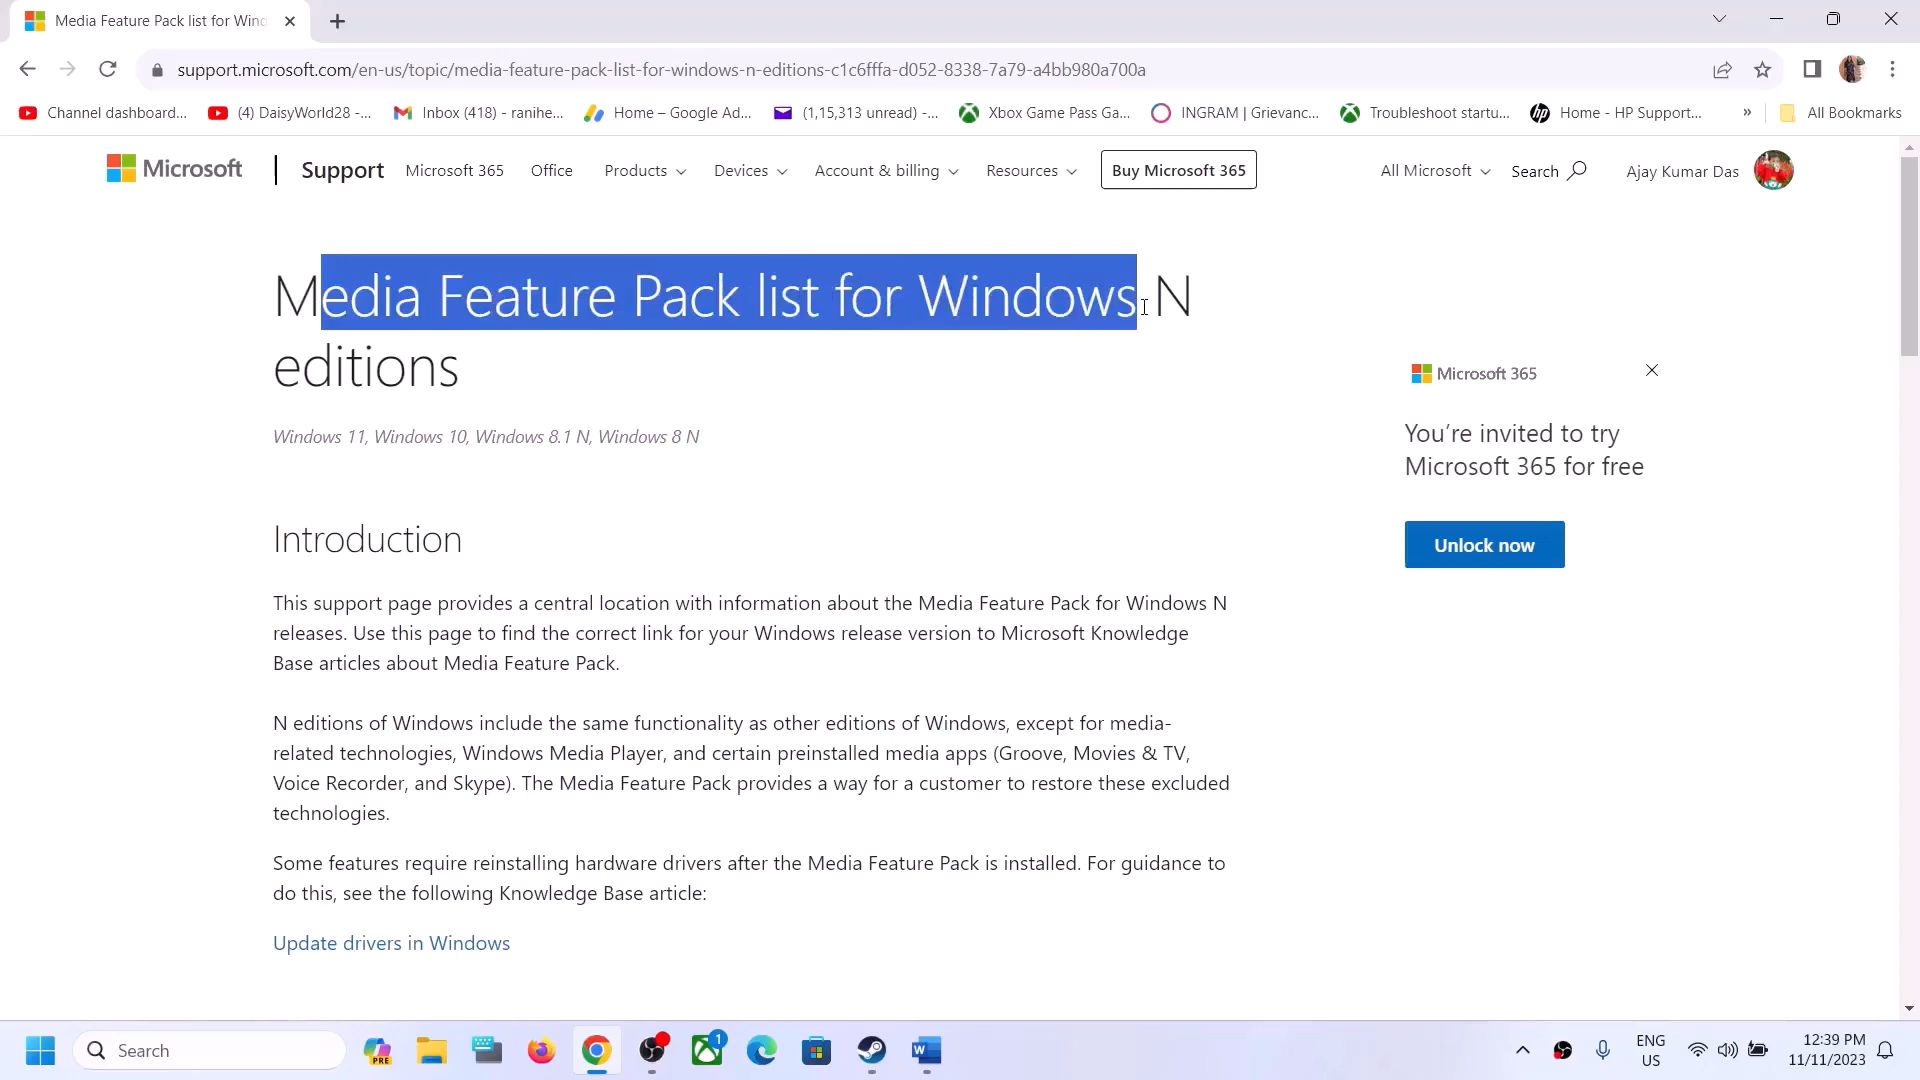 Media Feature Pack list for Wind
support.microsoft.com/en-us/topic/media-feature-pack-list-for-windows-n-editions-c1c6fffa-d052-8338-7a79-a4bb980a700a
Channel dashboard... (4) DaisyWorld28 -... Inbox (418) - ranihe... Home – Google Ad... (1,15,313 unread) -... Xbox Game Pass Ga... INGRAM | Grievanc... Troubleshoot startu... Home - HP Support... » All Bookmarks
Microsoft Support Microsoft 365 Office Products Devices Account & billing Resources Buy Microsoft 365 All Microsoft Search Ajay Kumar Das
Media Feature Pack list for Windows N
editions
Windows 11, Windows 10, Windows 8.1 N, Windows 8 N
Microsoft 365
You're invited to try
Microsoft 365 for free
Unlock now
Introduction
This support page provides a central location with information about the Media Feature Pack for Windows N
releases. Use this page to find the correct link for your Windows release version to Microsoft Knowledge
Base articles about Media Feature Pack.
N editions of Windows include the same functionality as other editions of Windows, except for media-
related technologies, Windows Media Player, and certain preinstalled media apps (Groove, Movies & TV,
Voice Recorder, and Skype). The Media Feature Pack provides a way for a customer to restore these excluded
technologies.
Some features require reinstalling hardware drivers after the Media Feature Pack is installed. For guidance to
do this, see the following Knowledge Base article:
Update drivers in Windows
Search PRE 1 ENG 12:39 PM
US 11/11/2023